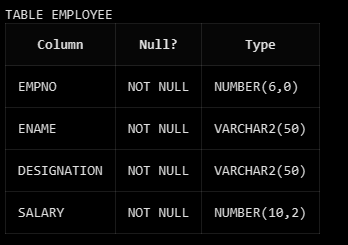 TABLE EMPLOYEE
Column Null? Type
EMPNO NOT NULL NUMBER(6,0)
ENAME NOT NULL VARCHAR2(50)
DESIGNATION NOT NULL VARCHAR2(50)
SALARY NOT NULL NUMBER(10,2)